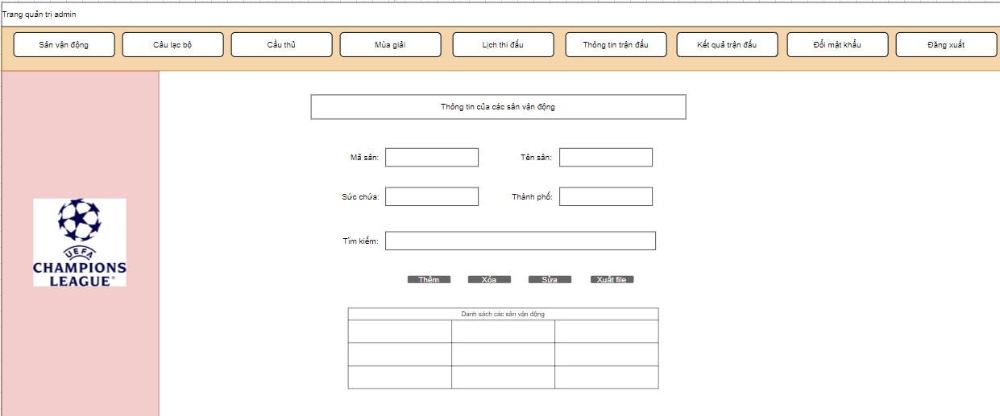 Trang quản trị admin
Sân vận động Câu lạc bộ Cầu thủ Mùa giải Lịch thi đấu Thông tin trận đấu Kết quả trận đấu Đổi mật khẩu Đăng xuất
Thông tin của các sân vận động
Mã sân: Tên sân:
Sức chứa: Thành phố:
Tìm kiếm:
UEFA
CHAMPIONS
LEAGUE®
Thêm Xóa Sửa Xuất file
Danh sách các sân vận động